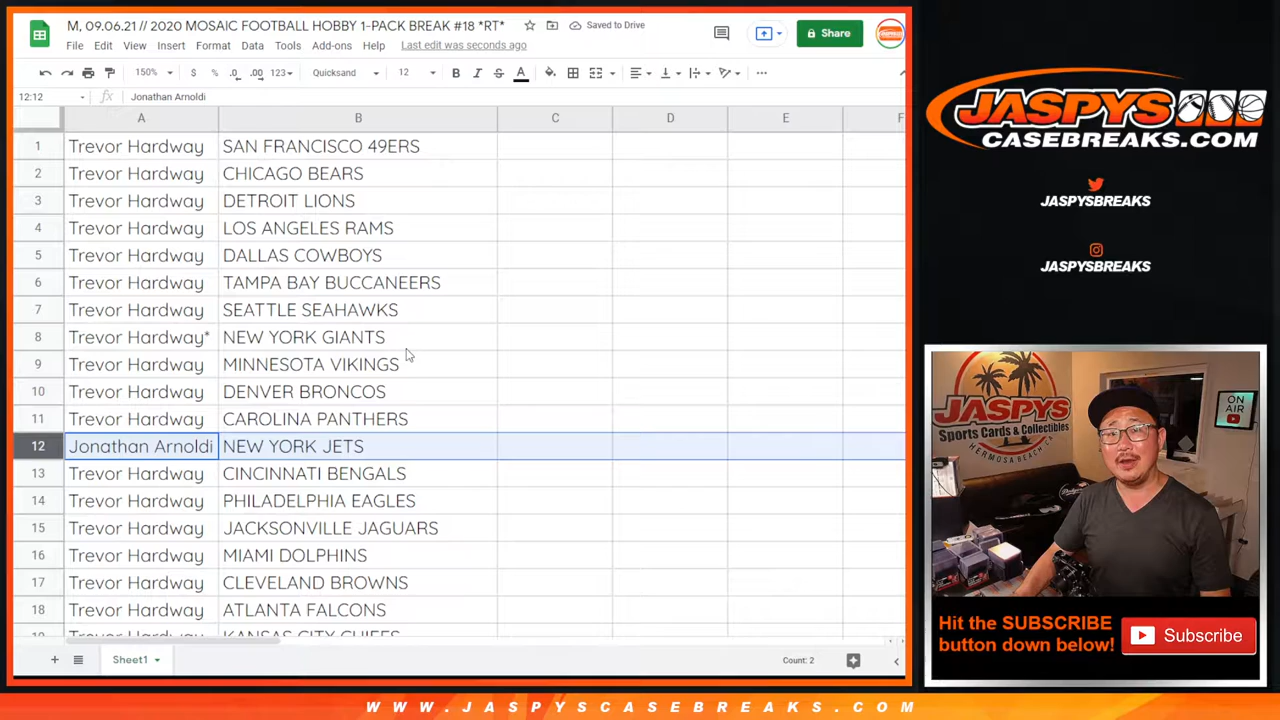 M, 09.06.21 // 2020 MOSAIC FOOTBALL HOBBY 1-PACK BREAK #18 *RT*
Saved to Drive
File Edit View Insert Format Data Tools Add-ons Help Last edit was seconds ago
Share
150% $ % .0 .00 123 Quicksand 12 B I S A
12:12 fx Jonathan Arnoldi
A B C D E F
1 Trevor Hardway SAN FRANCISCO 49ERS
2 Trevor Hardway CHICAGO BEARS
3 Trevor Hardway DETROIT LIONS
4 Trevor Hardway LOS ANGELES RAMS
5 Trevor Hardway DALLAS COWBOYS
6 Trevor Hardway TAMPA BAY BUCCANEERS
7 Trevor Hardway SEATTLE SEAHAWKS
8 Trevor Hardway* NEW YORK GIANTS
9 Trevor Hardway MINNESOTA VIKINGS
10 Trevor Hardway DENVER BRONCOS
11 Trevor Hardway CAROLINA PANTHERS
12 Jonathan Arnoldi NEW YORK JETS
13 Trevor Hardway CINCINNATI BENGALS
14 Trevor Hardway PHILADELPHIA EAGLES
15 Trevor Hardway JACKSONVILLE JAGUARS
16 Trevor Hardway MIAMI DOLPHINS
17 Trevor Hardway CLEVELAND BROWNS
18 Trevor Hardway ATLANTA FALCONS
19 Trevor Hardway KANSAS CITY CHIEFS
Sheet1
Count: 2
JASPYS
CASEBREAKS.COM
JASPYSBREAKS
JASPYSBREAKS
JASPYS
Sports Cards & Collectibles
HERMOSA BEACH CA
ON
AIR
Hit the SUBSCRIBE
button down below!
Subscribe
WWW.JASPYSCASEBREAKS.COM